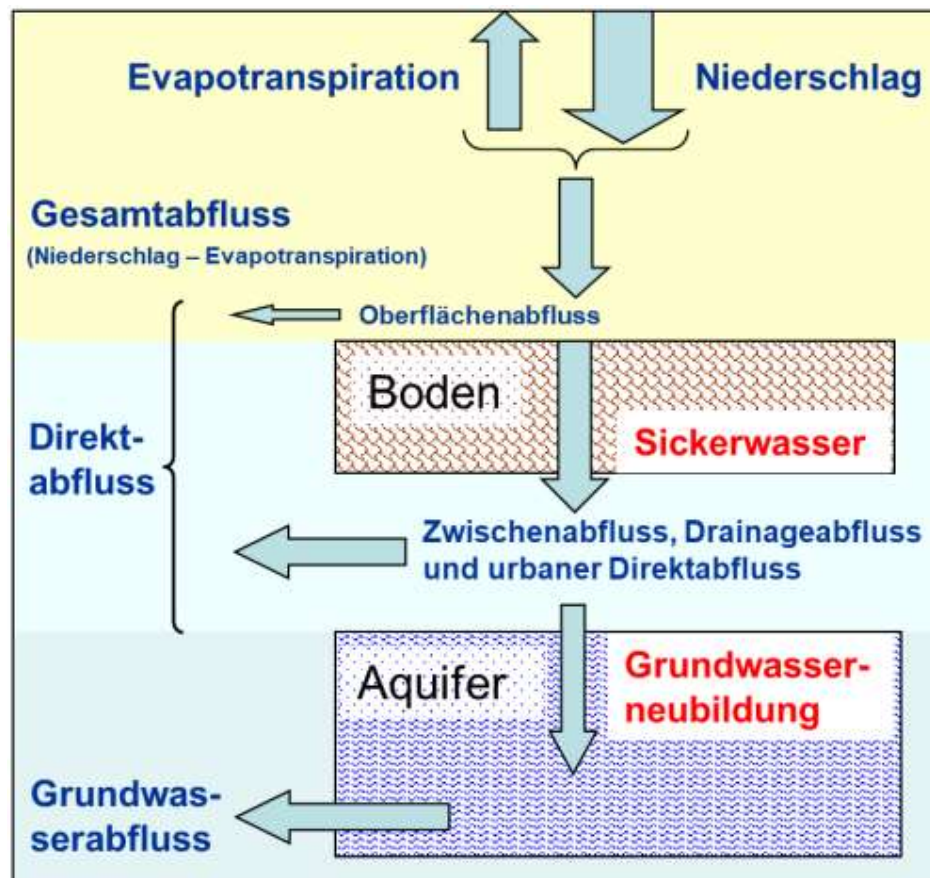 Evapotranspiration
Niederschlag
Gesamtabfluss
(Niederschlag – Evapotranspiration)
Oberflächenabfluss
Boden
Sickerwasser
Direkt-
abfluss
Zwischenabfluss, Drainageabfluss
und urbaner Direktabfluss
Aquifer
Grundwasser-
neubildung
Grundwas-
serabfluss